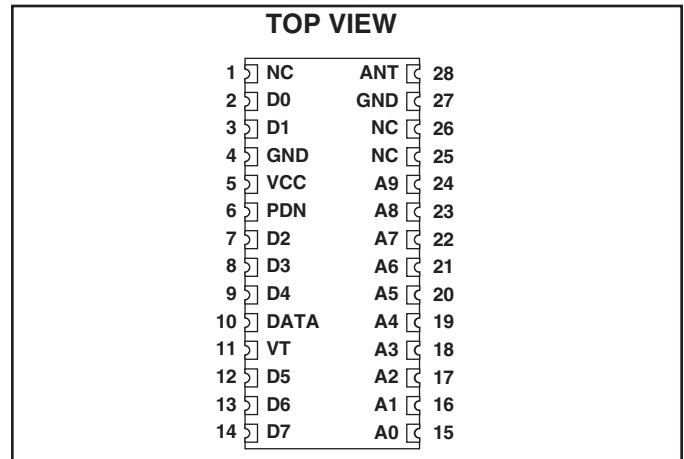 TOP VIEW
1 NC ANT 28
2 D0 GND 27
3 D1 NC 26
4 GND NC 25
5 VCC A9 24
6 PDN A8 23
7 D2 A7 22
8 D3 A6 21
9 D4 A5 20
10 DATA A4 19
11 VT A3 18
12 D5 A2 17
13 D6 A1 16
14 D7 A0 15